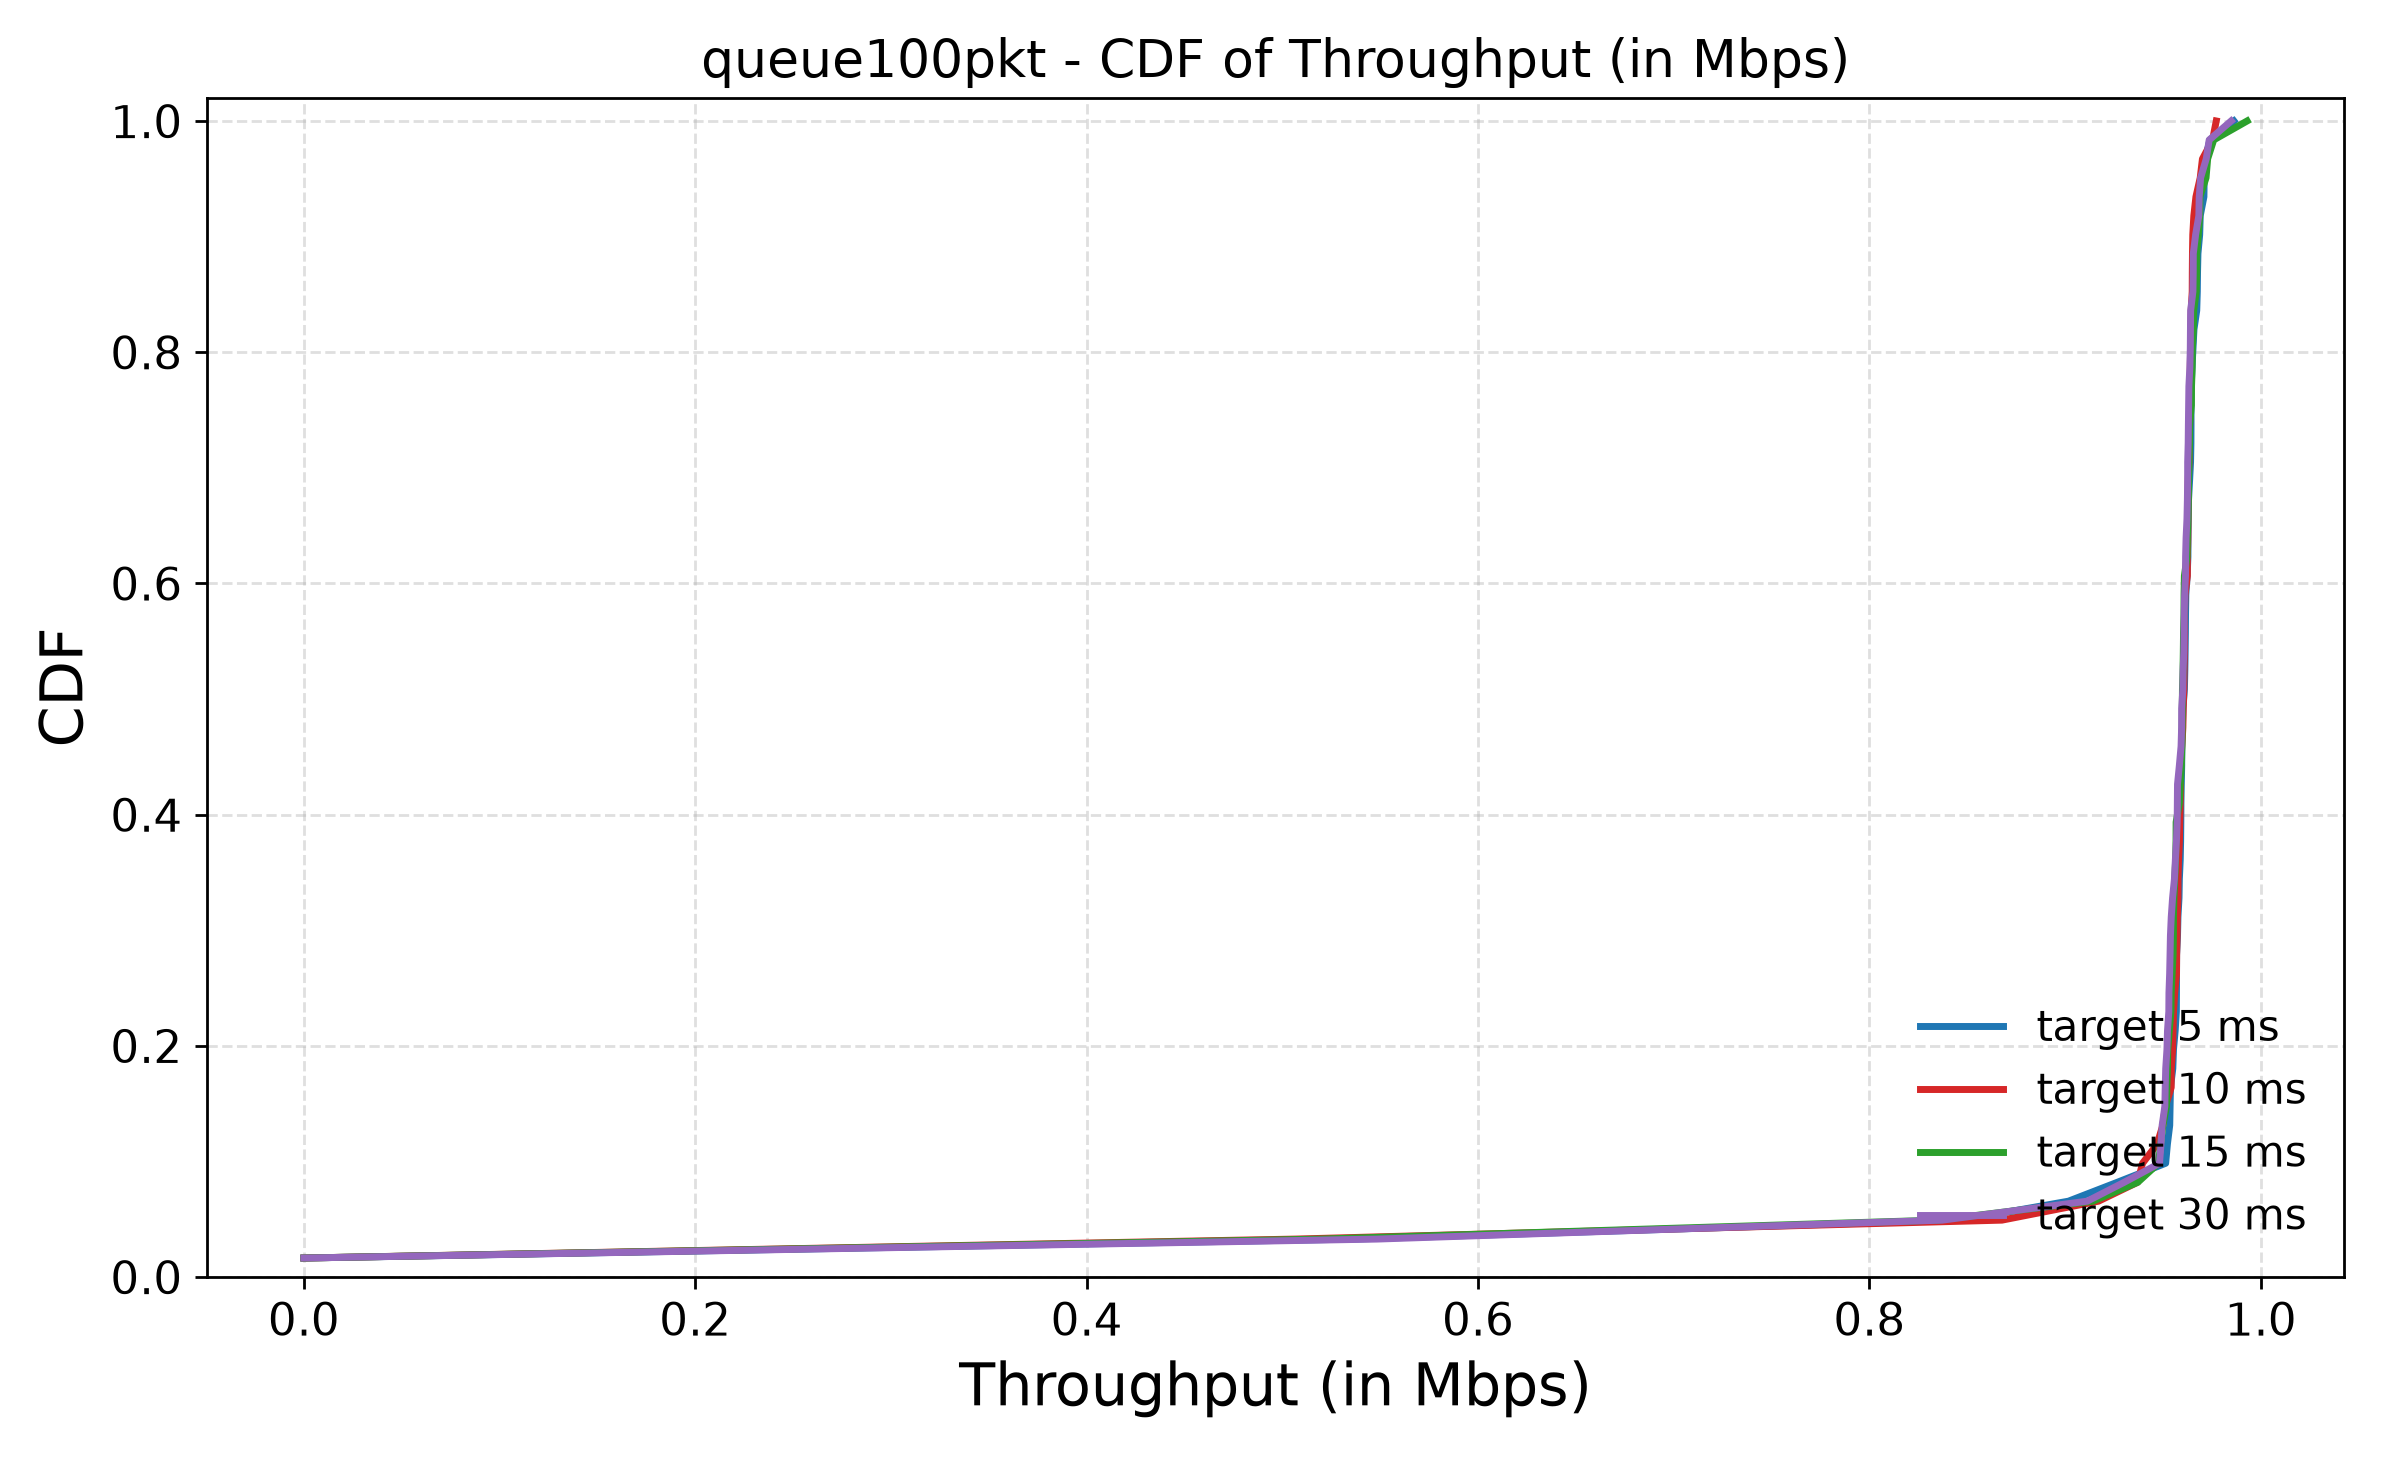 queue100pkt - CDF of Throughput (in Mbps)
1.0
0.8
0.6
0.4
0.2
0.0
CDF
target 5 ms
target 10 ms
target 15 ms
target 30 ms
0.0 0.2 0.4 0.6 0.8 1.0
Throughput (in Mbps)